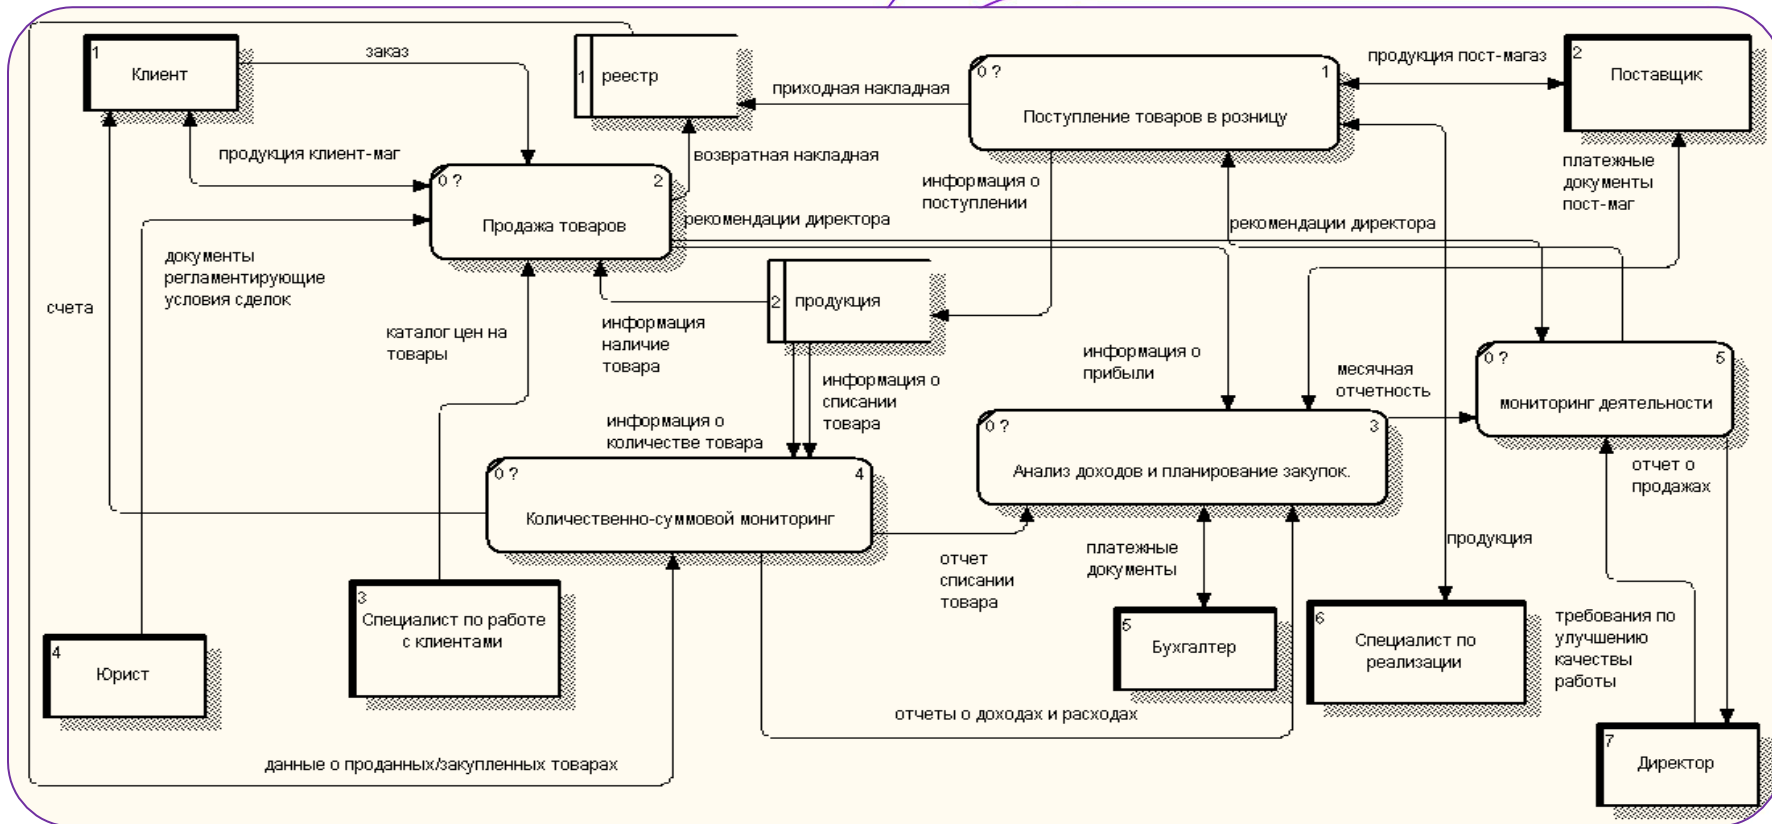 1
Клиент
заказ
1
реестр
приходная накладная
0 ?
1
Поступление товаров в розницу
продукция пост-магаз
2
Поставщик
продукция клиент-маг
возвратная накладная
0 ?
2
Продажа товаров
информация о
поступлении
рекомендации директора
рекомендации директора
платежные
документы
пост-маг
документы
регламентирующие
условия сделок
счета
каталог цен на
товары
2
продукция
информация
наличие
товара
информация о
списании
товара
информация о
количестве товара
информация о
прибыли
месячная
отчетность
0 ?
5
мониторинг деятельности
0 ?
3
Анализ доходов и планирование закупок.
0 ?
4
Количественно-суммовой мониторинг
отчет о
продажах
отчет
списании
товара
платежные
документы
продукция
3
Специалист по работе
с клиентами
4
Юрист
5
Бухгалтер
6
Специалист по
реализации
требования по
улучшению
качествы
работы
отчеты о доходах и расходах
7
Директор
данные о проданных/закупленных товарах